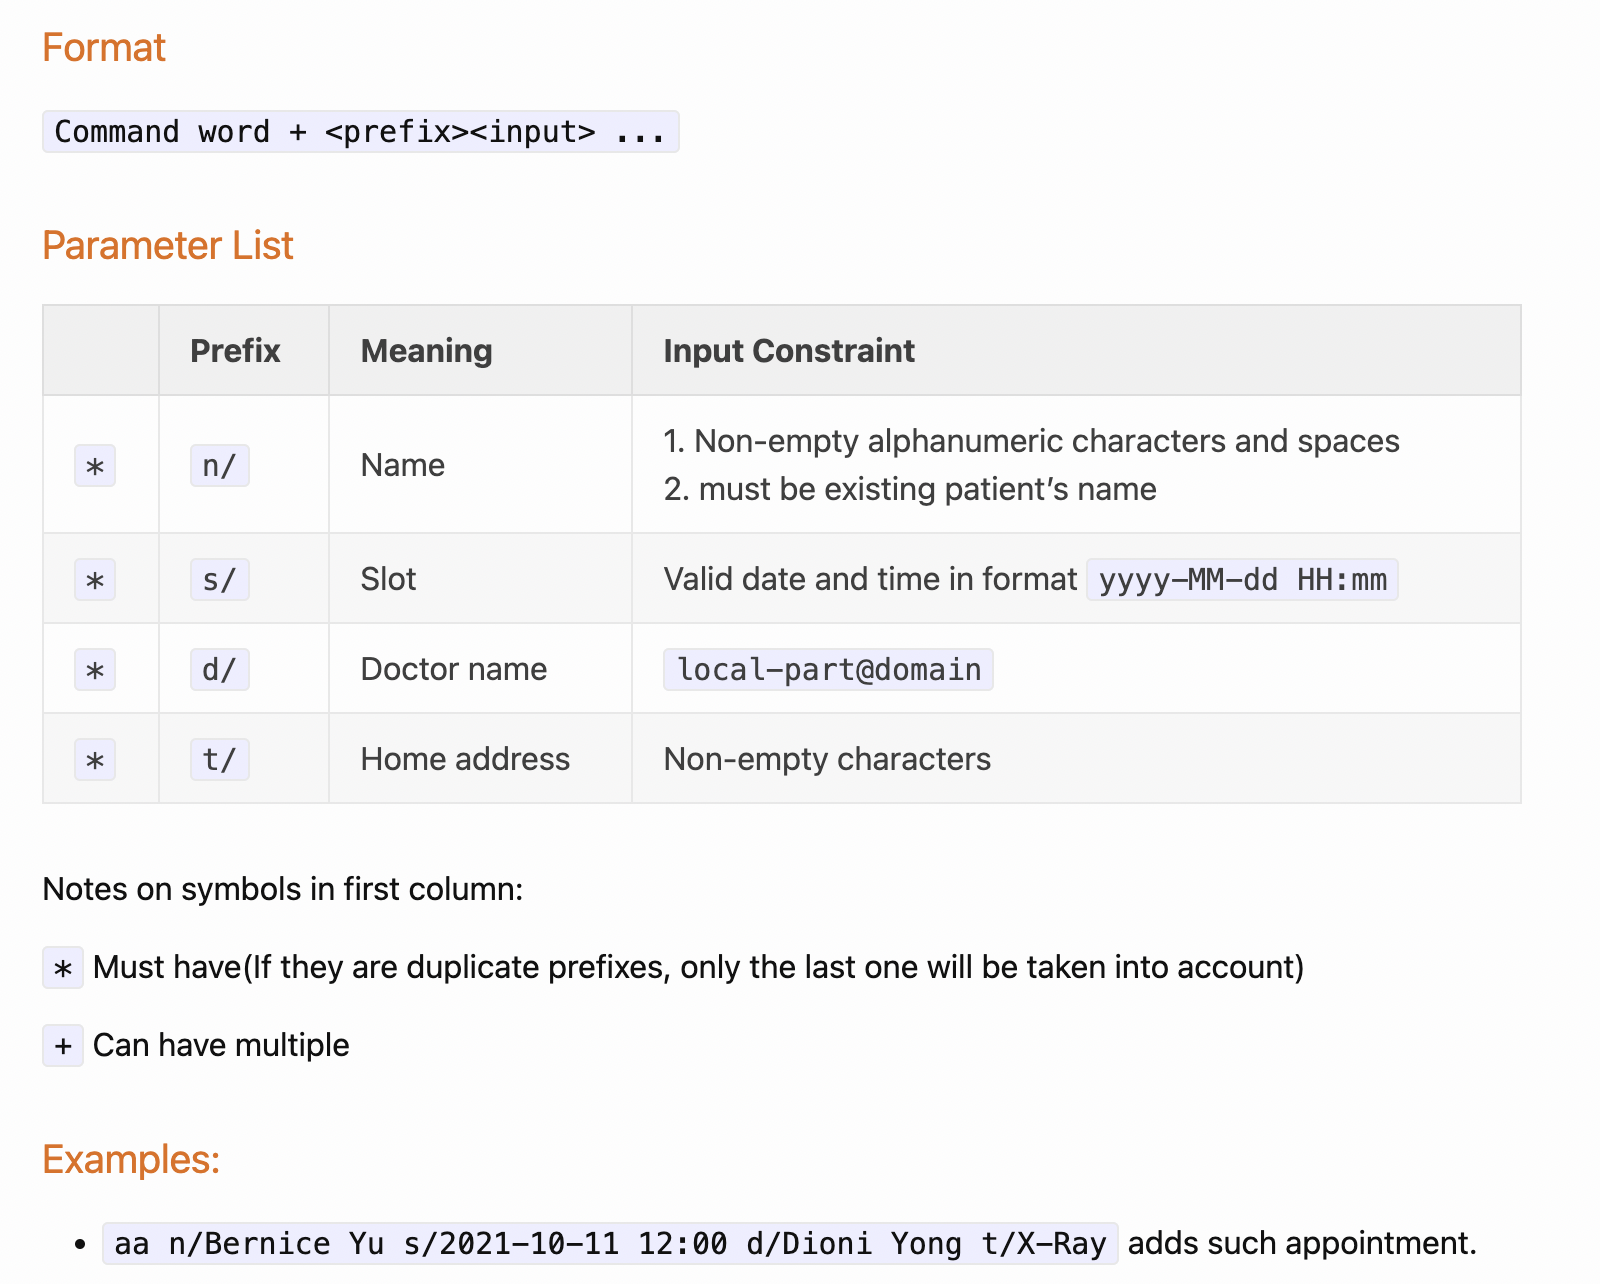 Format
Command word + <prefix><input> ...
Parameter List
Prefix Meaning Input Constraint
* n/ Name 1. Non-empty alphanumeric characters and spaces
2. must be existing patient’s name
* s/ Slot Valid date and time in format yyyy-MM-dd HH:mm
* d/ Doctor name local-part@domain
* t/ Home address Non-empty characters
Notes on symbols in first column:
* Must have(If they are duplicate prefixes, only the last one will be taken into account)
+ Can have multiple
Examples:
• aa n/Bernice Yu s/2021-10-11 12:00 d/Dioni Yong t/X-Ray adds such appointment.